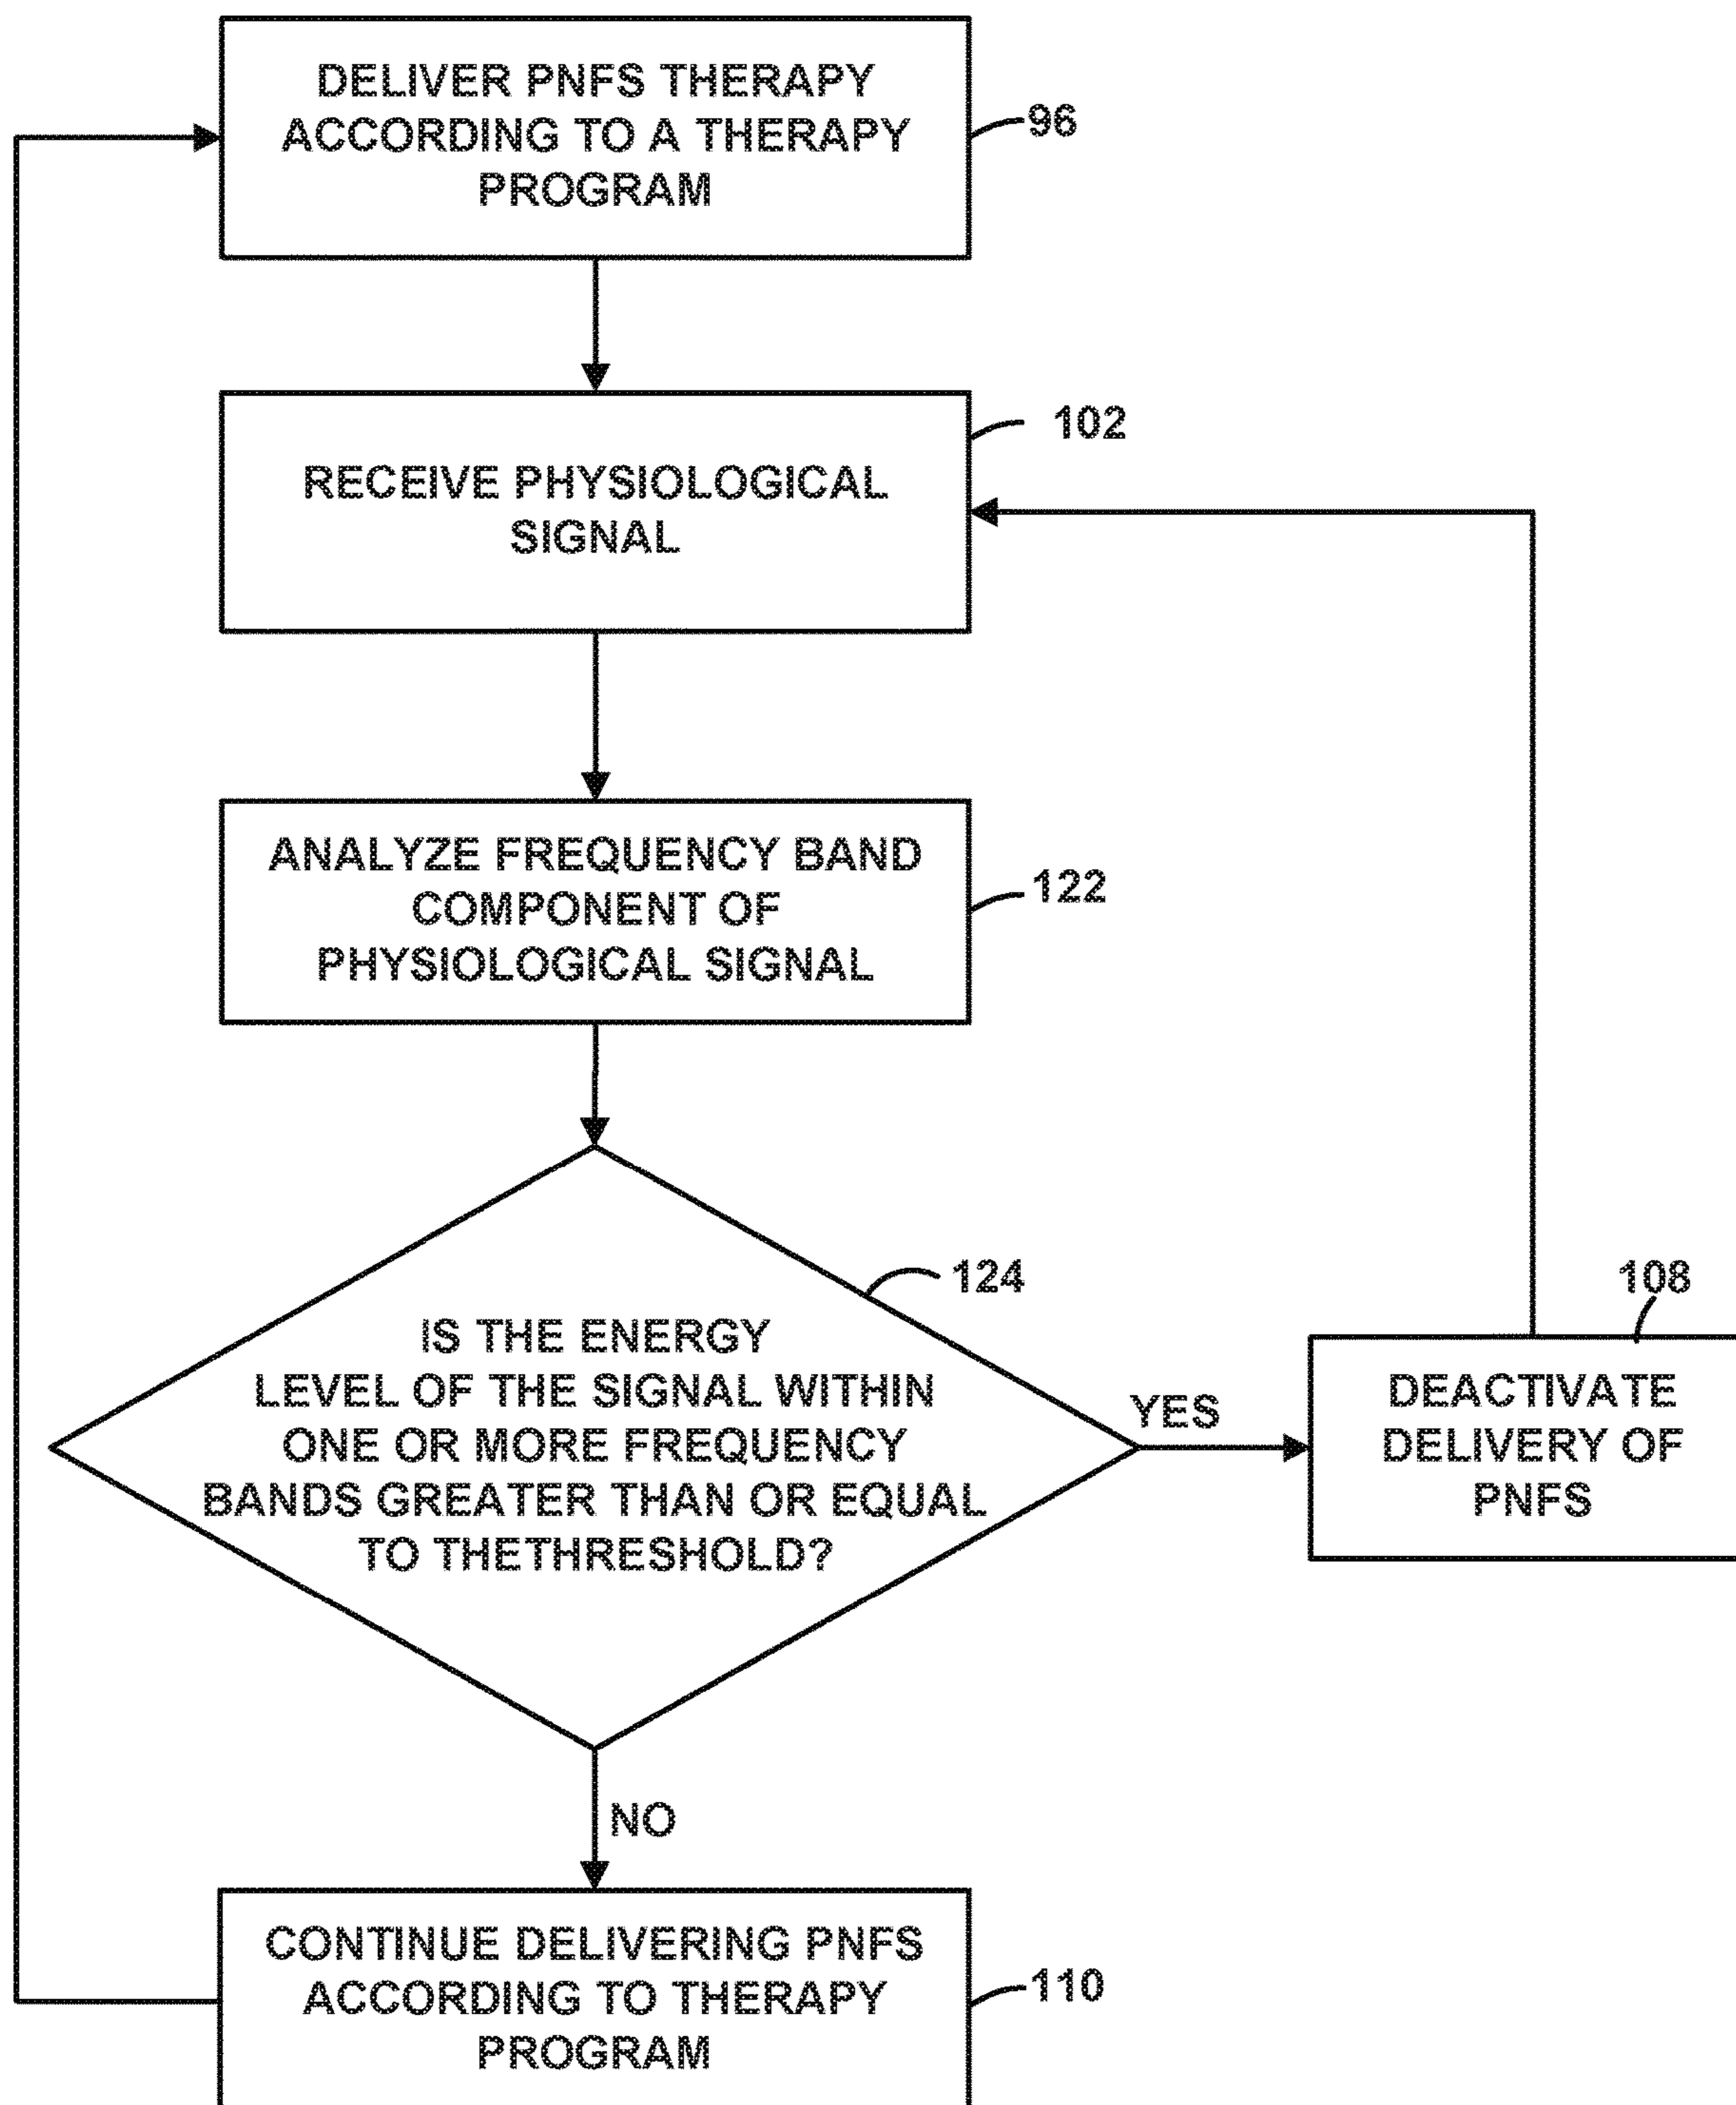 DELIVER PNFS THERAPY
ACCORDING TO A THERAPY
PROGRAM
96
RECEIVE PHYSIOLOGICAL
SIGNAL
102
ANALYZE FREQUENCY BAND
COMPONENT OF
PHYSIOLOGICAL SIGNAL
122
IS THE ENERGY
LEVEL OF THE SIGNAL WITHIN
ONE OR MORE FREQUENCY
BANDS GREATER THAN OR EQUAL
TO THETHRESHOLD?
124
YES
108
DEACTIVATE
DELIVERY OF
PNFS
NO
CONTINUE DELIVERING PNFS
ACCORDING TO THERAPY
PROGRAM
110